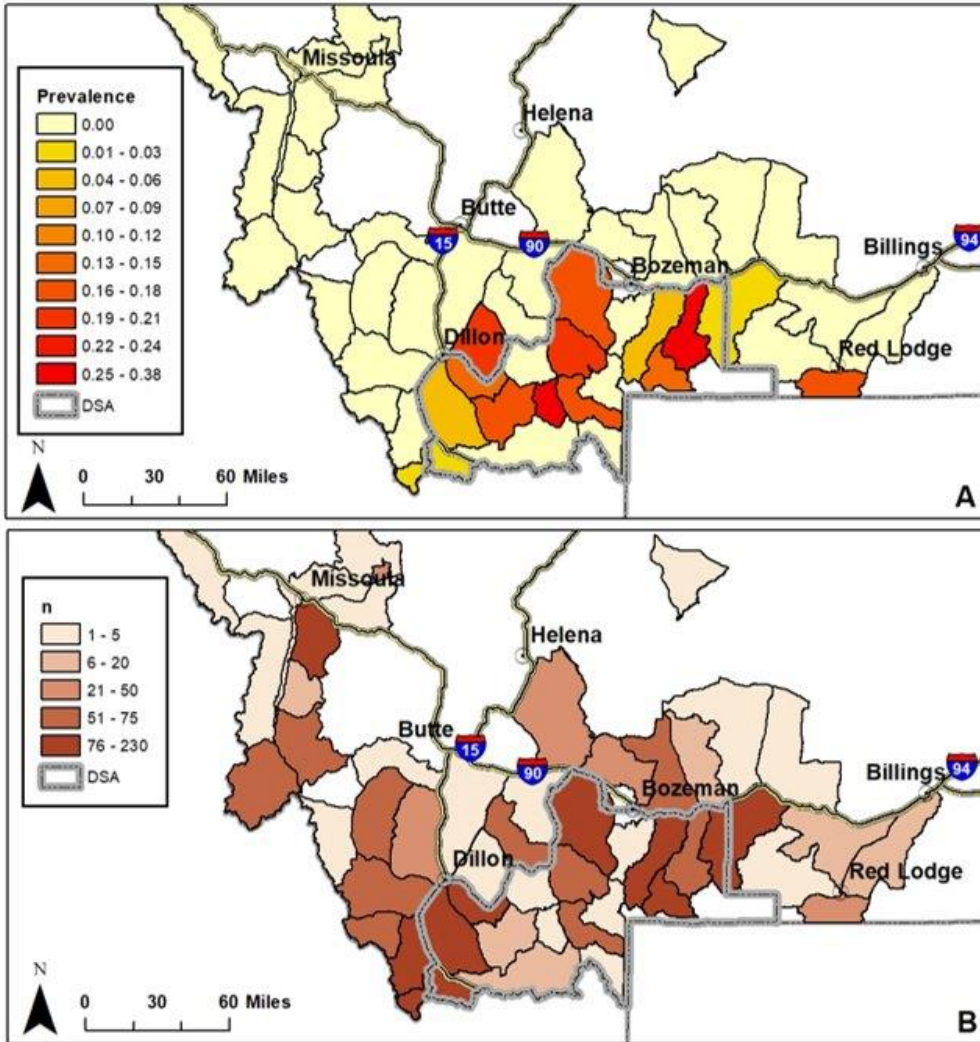 Missoula
Prevalence
0.00
0.01 - 0.03
0.04 - 0.06
0.07 - 0.09
0.10 - 0.12
0.13 - 0.15
0.16 - 0.18
0.19 - 0.21
0.22 - 0.24
0.25 - 0.38
DSA
Helena
Butte
15
90
Billings
94
Bozeman
Dillon
Red Lodge
N
0 30 60 Miles
A
n
1 - 5
6 - 20
21 - 50
51 - 75
76 - 230
DSA
Missoula
Helena
Butte
15
90
Billings
94
Bozeman
Dillon
Red Lodge
N
0 30 60 Miles
B